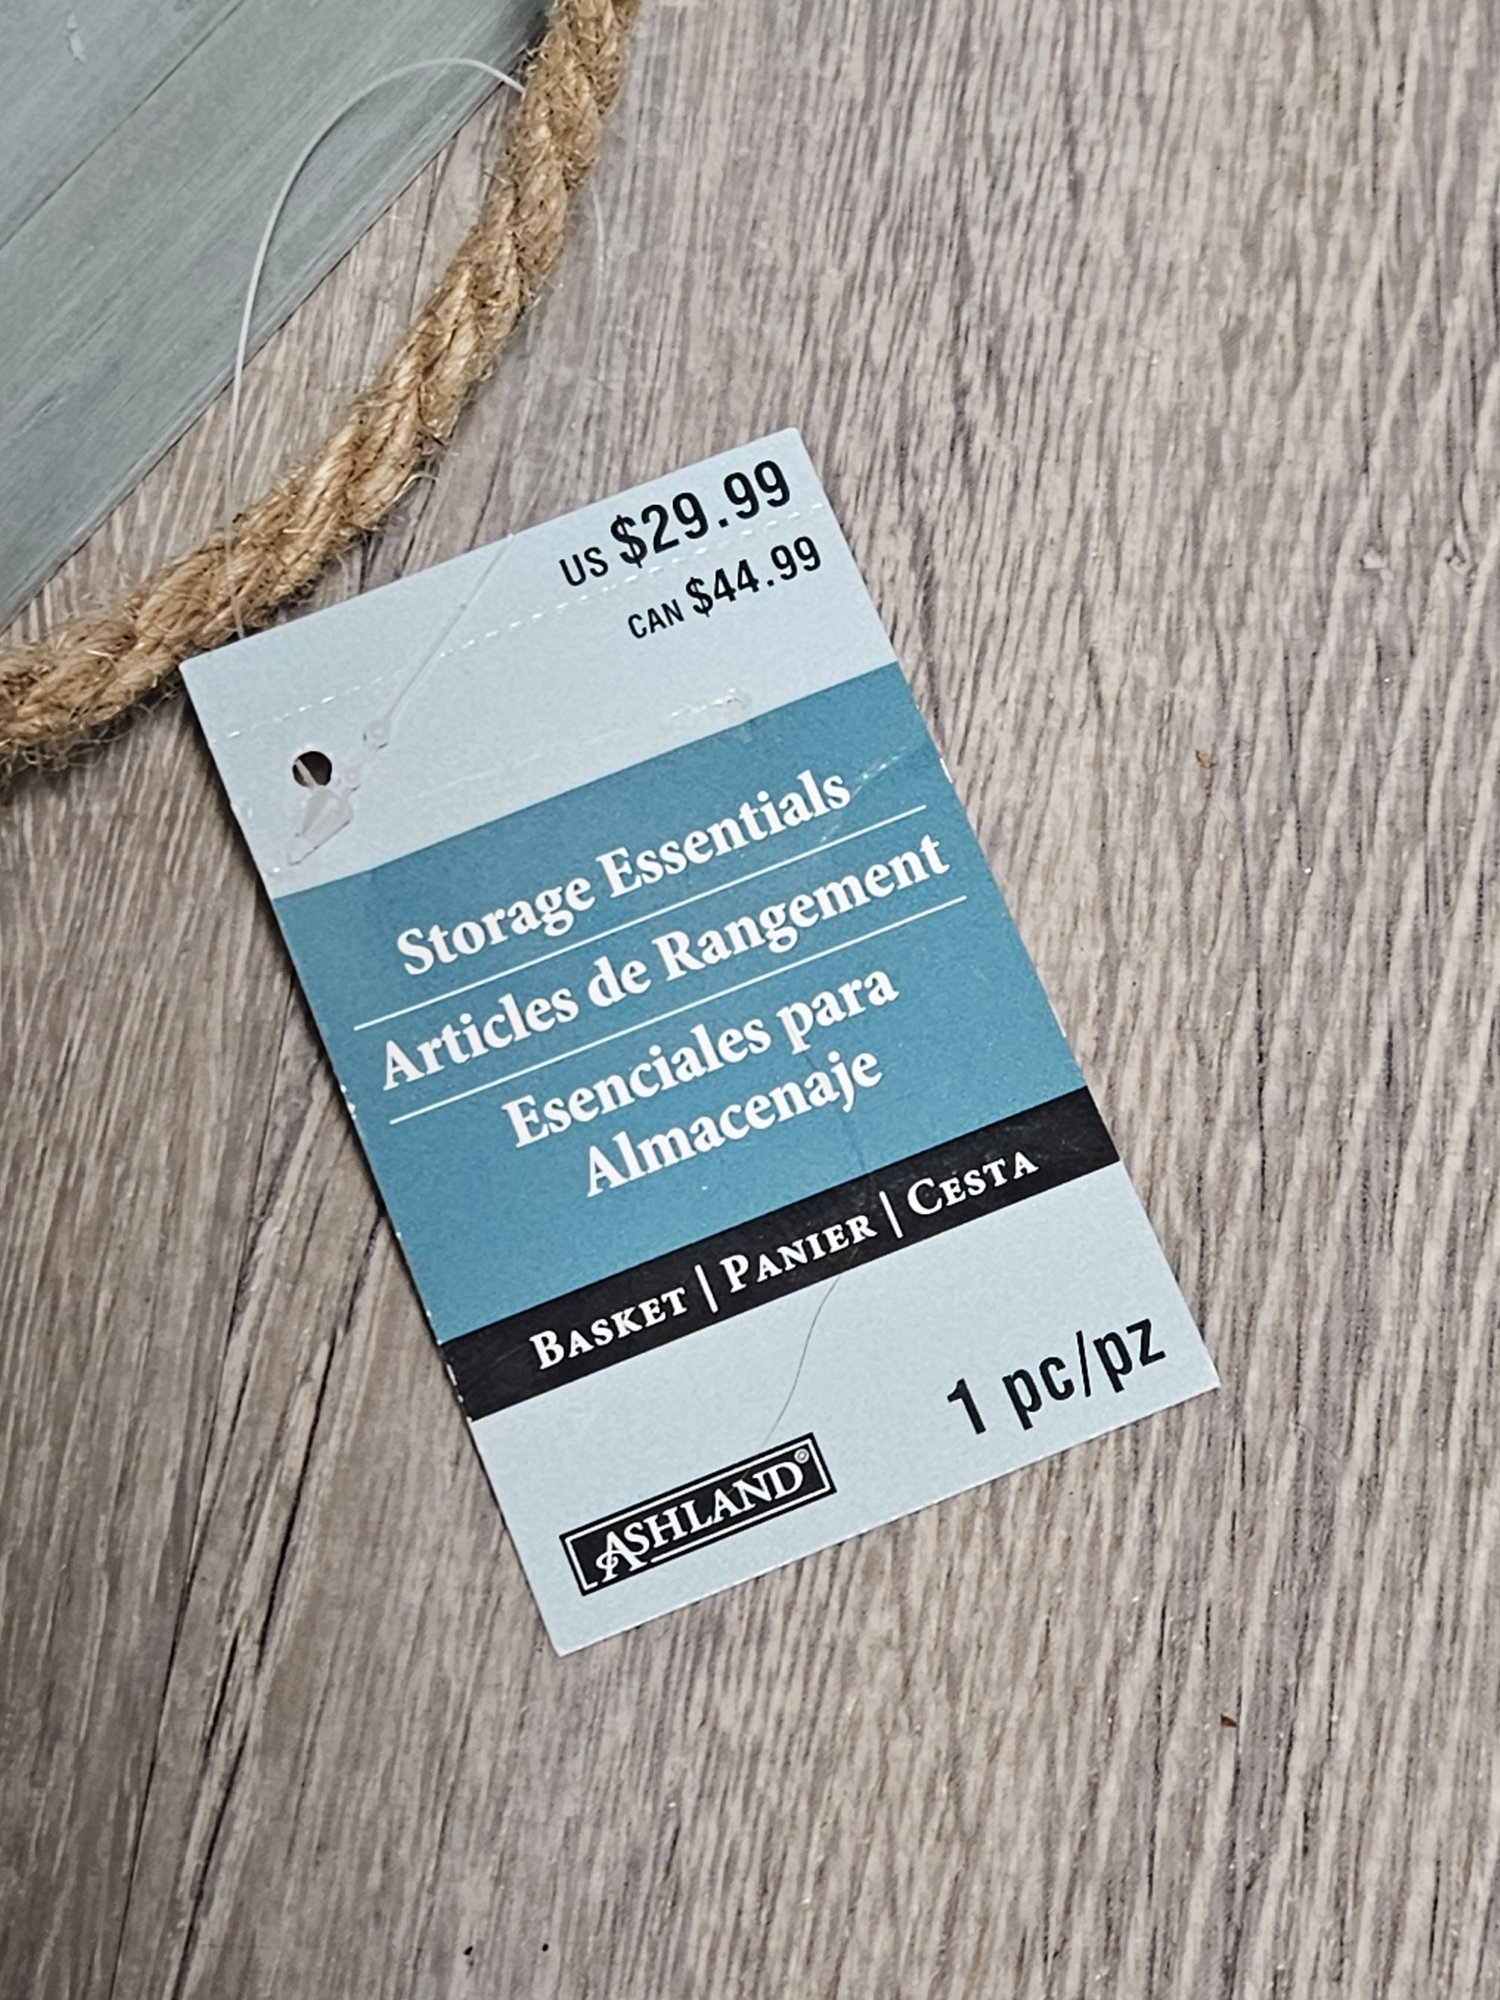 US $29.99
CAN $44.99
Storage Essentials
Articles de Rangement
Esenciales para
Almacenaje
BASKET | PANIER | CESTA
1 pc/pz
ASHLAND®